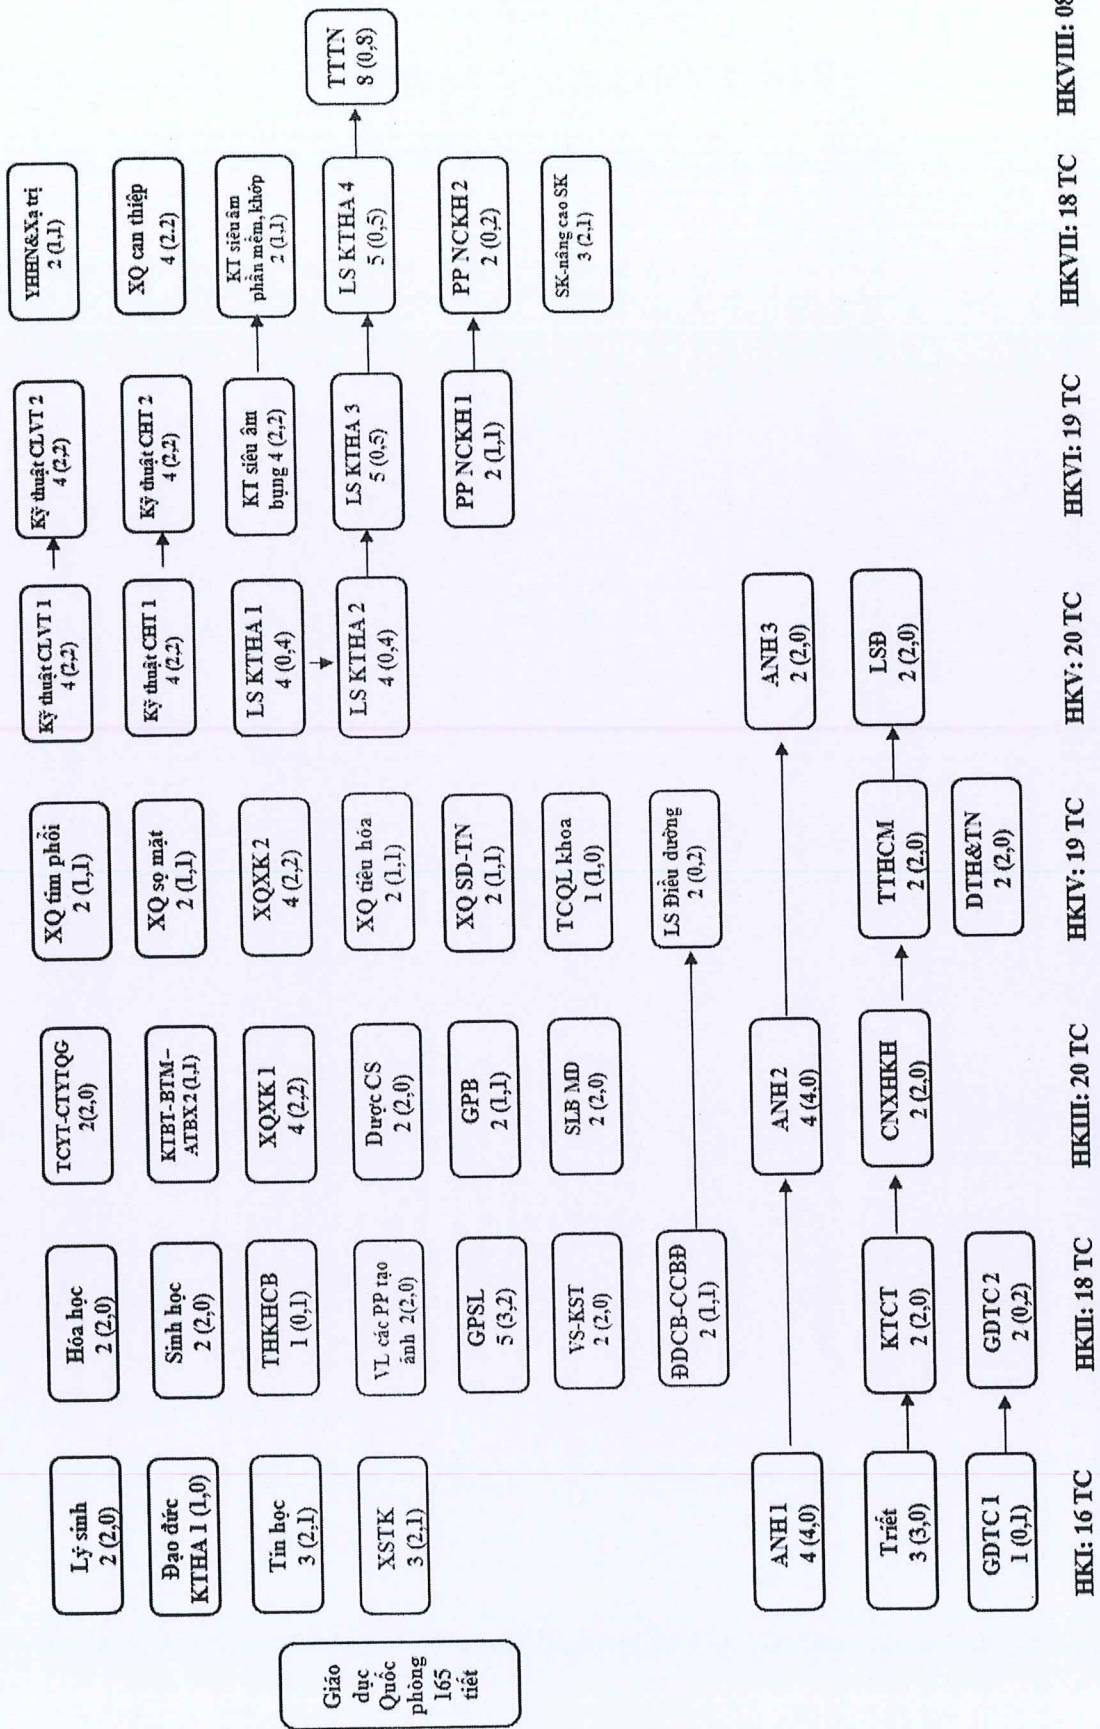 Giáo
dục
Quốc
phòng
165
tiết
Lý sinh
2 (2,0)
Đạo đức
KTHA 1 (1,0)
Tin học
3 (2,1)
XSTK
3 (2,1)
ANH 1
4 (4,0)
Triết
3 (3,0)
GDTC 1
1 (0,1)
HKI: 16 TC
Hóa học
2 (2,0)
Sinh học
2 (2,0)
THKHCB
1 (0,1)
VL các PP tạo
ảnh 2(2,0)
GPSL
5 (3,2)
VS-KST
2 (2,0)
ĐDCB-CCBĐ
2 (1,1)
KTCT
2 (2,0)
GDTC 2
2 (0,2)
HKII: 18 TC
TCYT-CTYTQG
2(2,0)
KTBT-BTM–
ATBX2 (1,1)
XQXK 1
4 (2,2)
Dược CS
2 (2,0)
GPB
2 (1,1)
SLB MD
2 (2,0)
ANH 2
4 (4,0)
CNXHKH
2 (2,0)
HKIII: 20 TC
XQ tim phổi
2 (1,1)
XQ sọ mặt
2 (1,1)
XQXK 2
4 (2,2)
XQ tiêu hóa
2 (1,1)
XQ SD-TN
2 (1,1)
TCQL khoa
1 (1,0)
LS Điều dưỡng
2 (0,2)
TTHCM
2 (2,0)
DTH&TN
2 (2,0)
HKIV: 19 TC
Kỹ thuật CLVT 1
4 (2,2)
Kỹ thuật CHT 1
4 (2,2)
LS KTHA 1
4 (0,4)
LS KTHA 2
4 (0,4)
ANH 3
2 (2,0)
LSĐ
2 (2,0)
HKV: 20 TC
Kỹ thuật CLVT 2
4 (2,2)
Kỹ thuật CHT 2
4 (2,2)
KT siêu âm
bụng 4 (2,2)
LS KTHA 3
5 (0,5)
PP NCKH 1
2 (1,1)
HKVI: 19 TC
YHHN&Xạ trị
2 (1,1)
XQ can thiệp
4 (2.2)
KT siêu âm
phần mềm, khớp
2 (1,1)
LS KTHA 4
5 (0,5)
PP NCKH 2
2 (0,2)
SK-nâng cao SK
3 (2,1)
HKVII: 18 TC
TTTN
8 (0,8)
HKVIII: 08